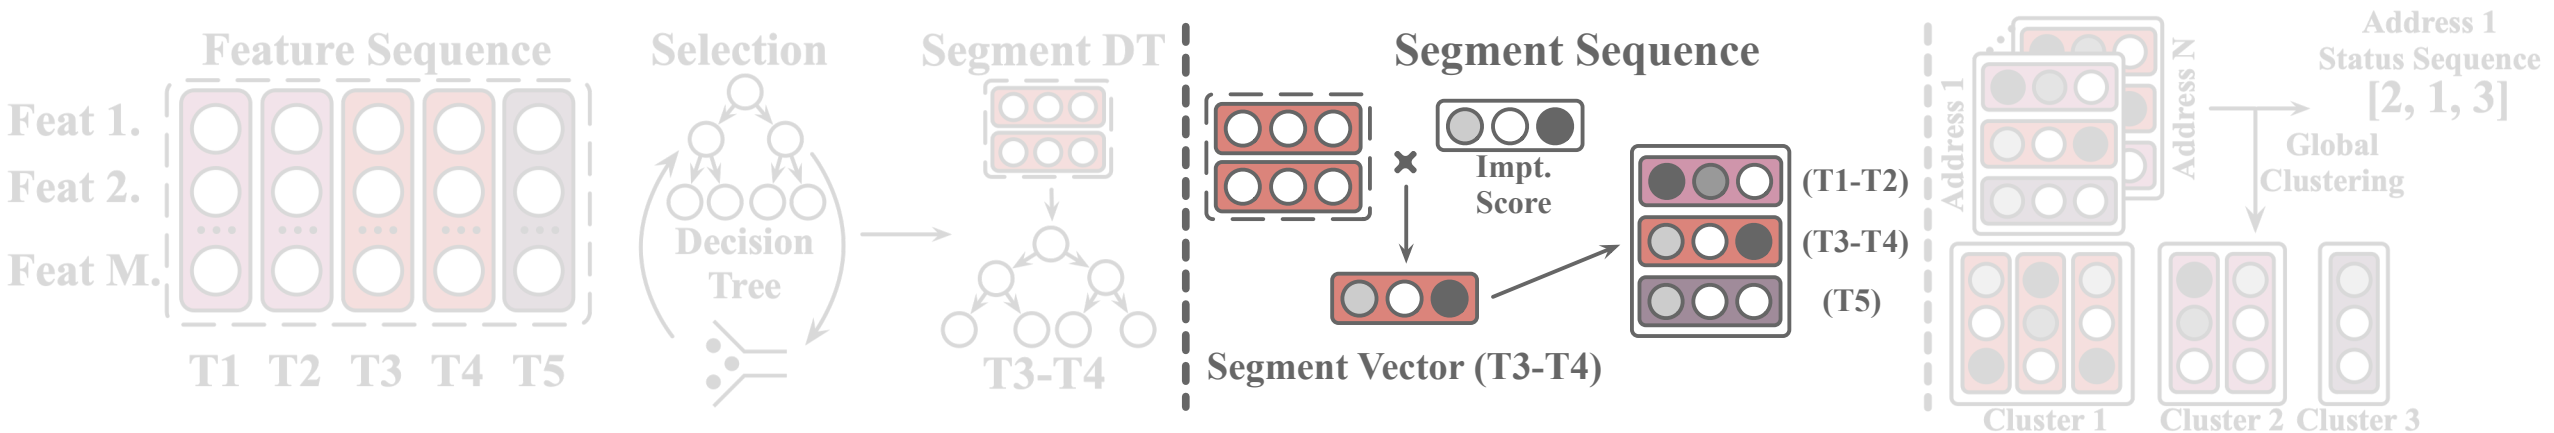 Feature Sequence
Feat 1.
Feat 2.
Feat M.
T1 T2 T3 T4 T5
Selection
Decision
Tree
Segment DT
T3-T4
Segment Sequence
Impt.
Score
Segment Vector (T3-T4)
(T1-T2)
(T3-T4)
(T5)
Address 1
Address N
Address 1
Status Sequence
[2, 1, 3]
Global
Clustering
Cluster 1 Cluster 2 Cluster 3